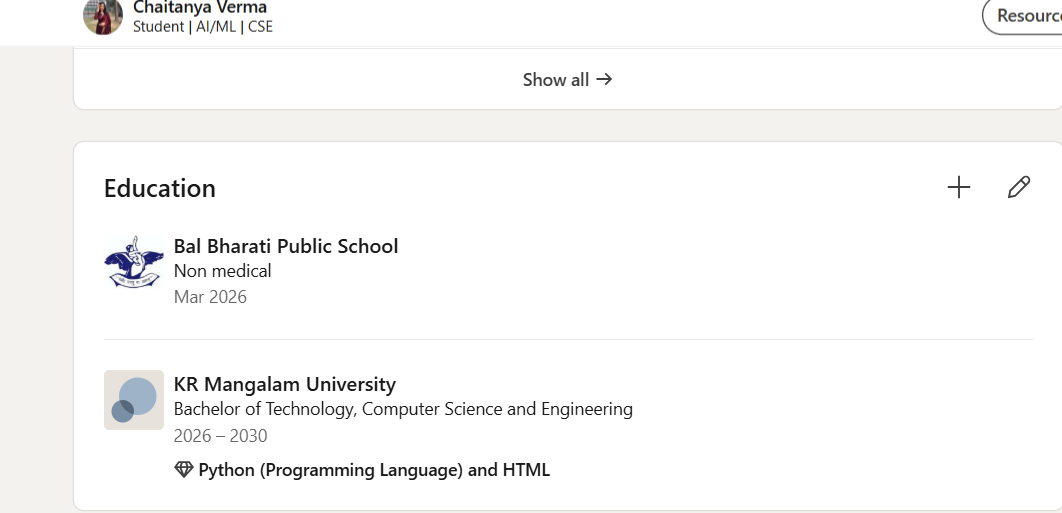 Chaitanya Verma
Student | AI/ML | CSE
Show all →
Education
Bal Bharati Public School
Non medical
Mar 2026
KR Mangalam University
Bachelor of Technology, Computer Science and Engineering
2026 – 2030
Python (Programming Language) and HTML